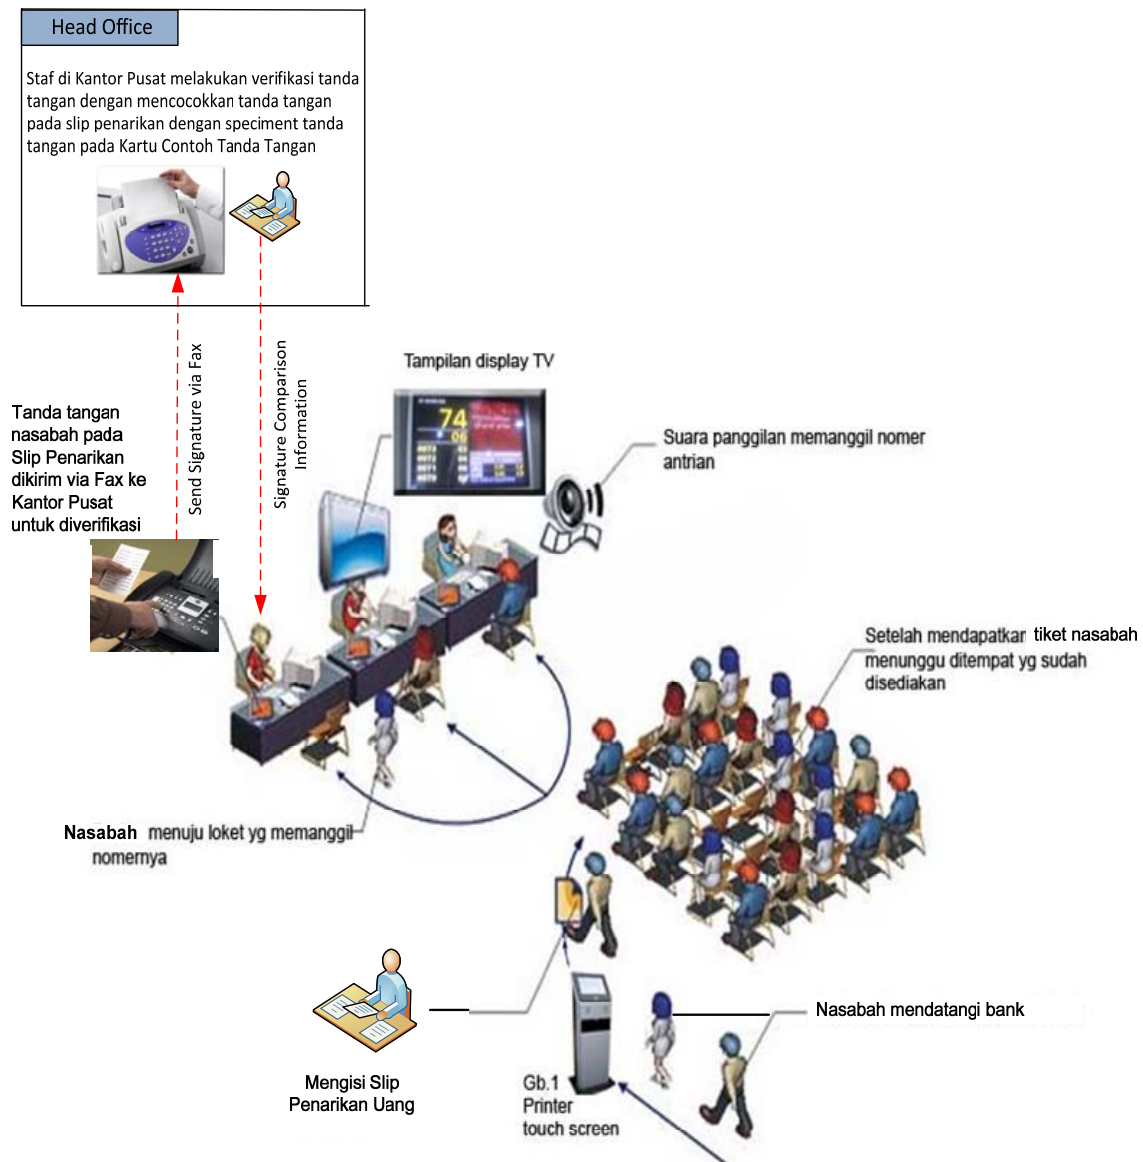 Head Office
Staf di Kantor Pusat melakukan verifikasi tanda
tangan dengan mencocokkan tanda tangan
pada slip penarikan dengan speciment tanda
tangan pada Kartu Contoh Tanda Tangan
Send Signature via Fax
Signature Comparison
Information
Tanda tangan
nasabah pada
Slip Penarikan
dikirim via Fax ke
Kantor Pusat
untuk diverifikasi
Tampilan display TV
74
06
Suara panggilan memanggil nomer
antrian
Setelah mendapatkan tiket nasabah
menunggu ditempat yg sudah
disediakan
Nasabah menuju loket yg memanggil
nomernya
Mengisi Slip
Penarikan Uang
Gb.1
Printer
touch screen
Nasabah mendatangi bank